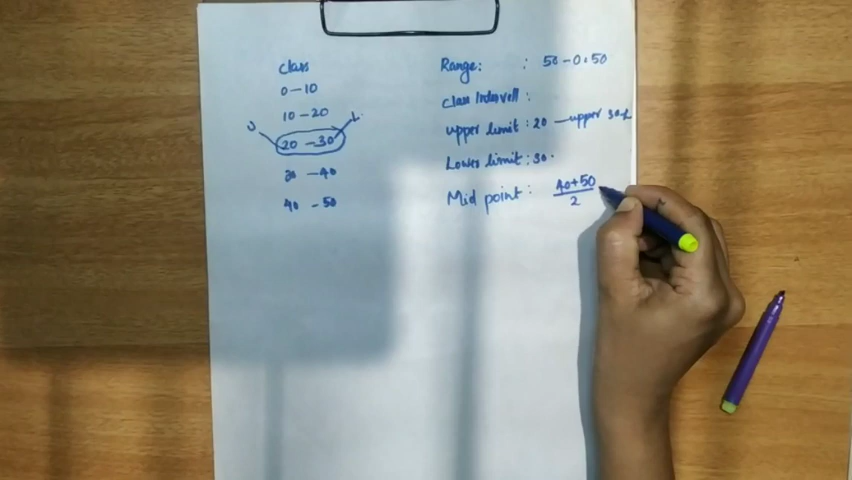 Class
0-10
10-20
U L
20-30
30-40
40-50
Range: : 50-0=50
Class Intervell :
upper limit : 20 — upper
Lower limit : 30.
Mid point : 40+50
2